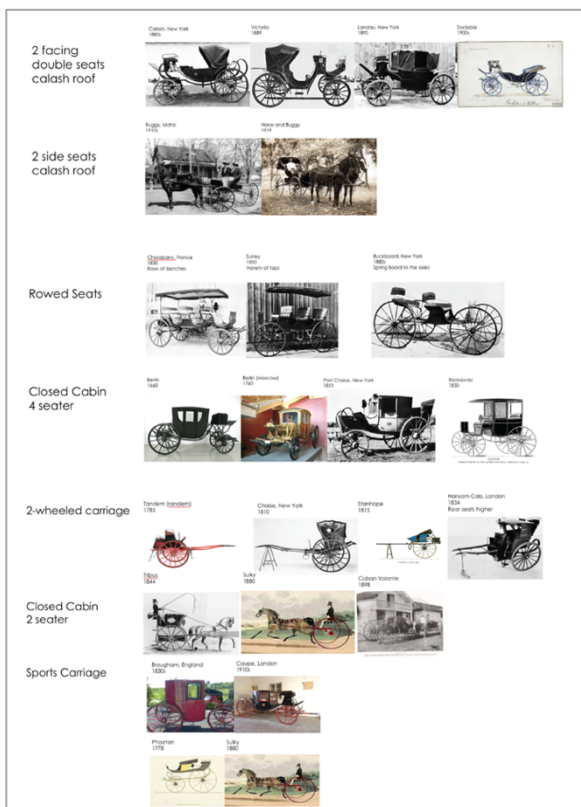 2 facing
double seats
calash roof
Calash, New York
1880s
Victoria
1889
Landau, New York
1890
Sociable
1900s
2 side seats
calash roof
Buggy, Idaho
1910s
Horse and Buggy
1919
Rowed Seats
Charabanc, France
Rows of benches
Surrey
1900
Variety of tops
Buckboard, New York
1880s
Spring Board to the axles
Closed Cabin
4 seater
Berlin
1660
Berlin (Moscow)
1760
Post Chaise, New York
Rockaway
1830
2-wheeled carriage
Tandem (random)
1785
Chaise, New York
1810
Stanhope
1815
Hansom Cab, London
1834
Rear seats higher
Closed Cabin
2 seater
Tribus
1844
Sulky
1880
Cuban Volante
1898
Sports Carriage
Brougham, England
1830s
Coupe, London
1910s
Phaeton
1778
Sulky
1880